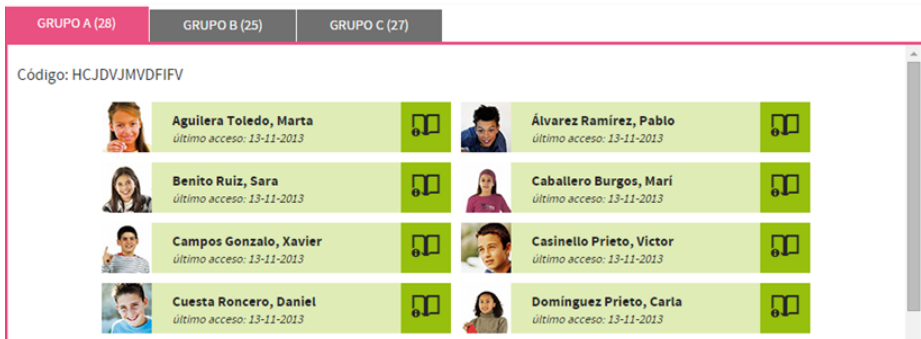 GRUPO A (28) GRUPO B (25) GRUPO C (27)
Código: HCJDVJMVDFIFV
Aguilera Toledo, Marta
último acceso: 13-11-2013
Álvarez Ramírez, Pablo
último acceso: 13-11-2013
Benito Ruiz, Sara
último acceso: 13-11-2013
Caballero Burgos, Marí
último acceso: 13-11-2013
Campos Gonzalo, Xavier
último acceso: 13-11-2013
Casinello Prieto, Victor
último acceso: 13-11-2013
Cuesta Roncero, Daniel
último acceso: 13-11-2013
Domínguez Prieto, Carla
último acceso: 13-11-2013